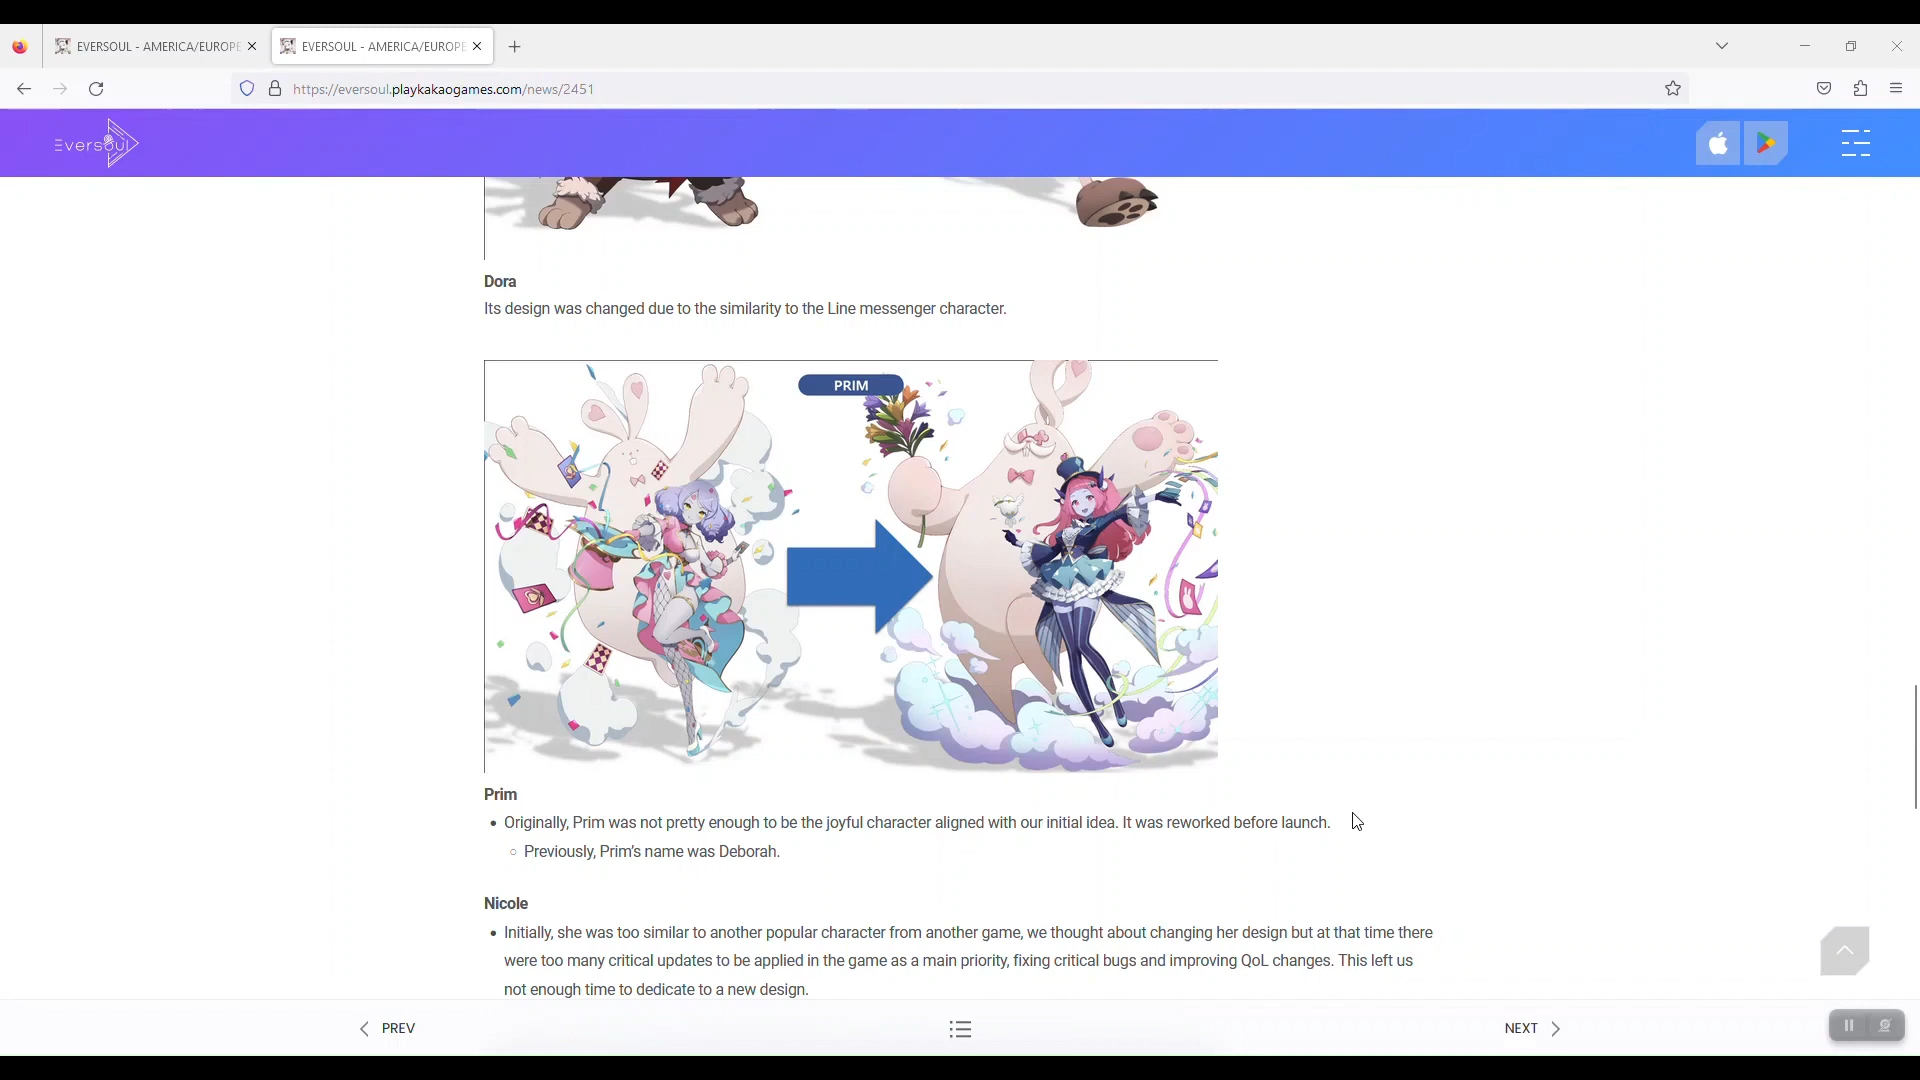 EVERSOUL - AMERICA/EUROPE
EVERSOUL - AMERICA/EUROPE
https://eversoul.playkakaogames.com/news/2451
Eversoul
Dora
Its design was changed due to the similarity to the Line messenger character.
PRIM
Prim
• Originally, Prim was not pretty enough to be the joyful character aligned with our initial idea. It was reworked before launch.
○ Previously, Prim's name was Deborah.
Nicole
• Initially, she was too similar to another popular character from another game, we thought about changing her design but at that time there
were too many critical updates to be applied in the game as a main priority, fixing critical bugs and improving QoL changes. This left us
not enough time to dedicate to a new design.
PREV
NEXT